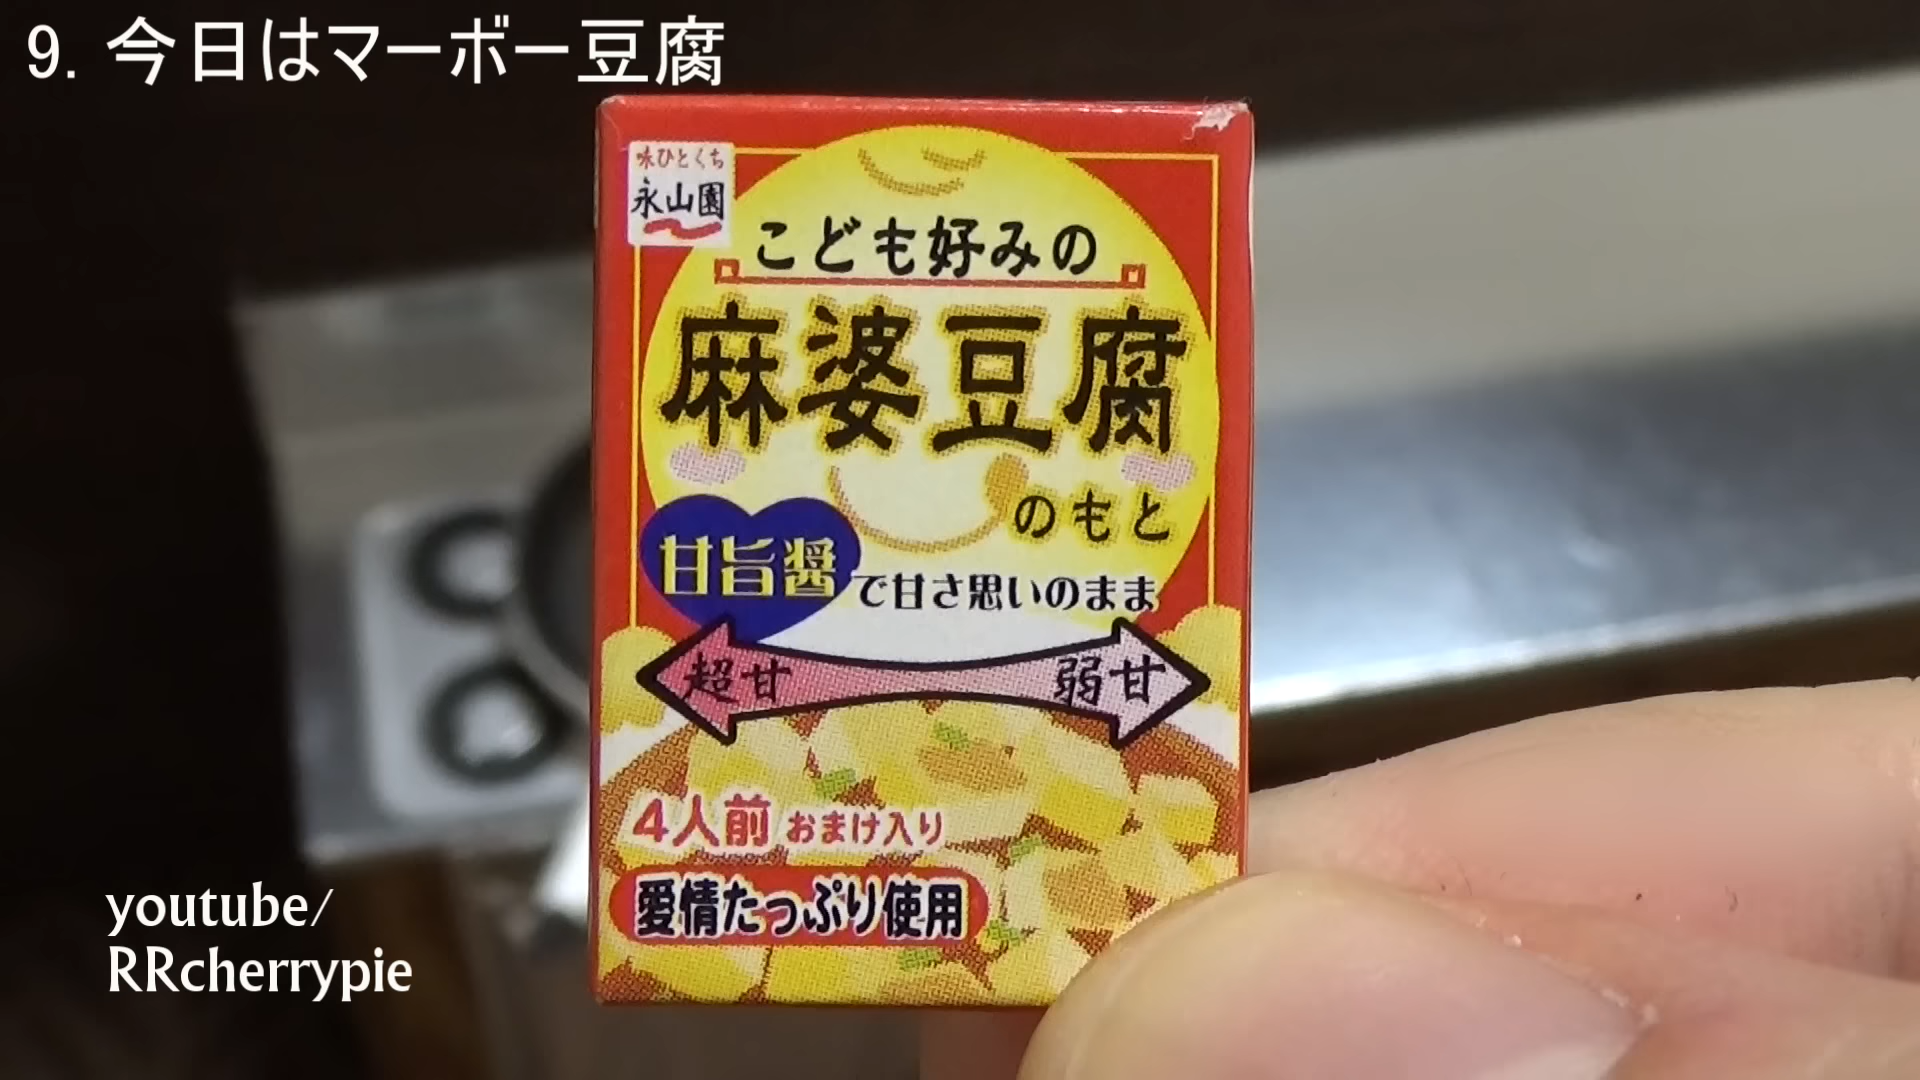 9. 今日はマーボー豆腐
味ひとくち
永山園
こども好みの
麻婆豆腐
のもと
甘旨醤で甘さ思いのまま
超甘
弱甘
4人前 おまけ入り
愛情たっぷり使用
youtube/
RRcherrypie